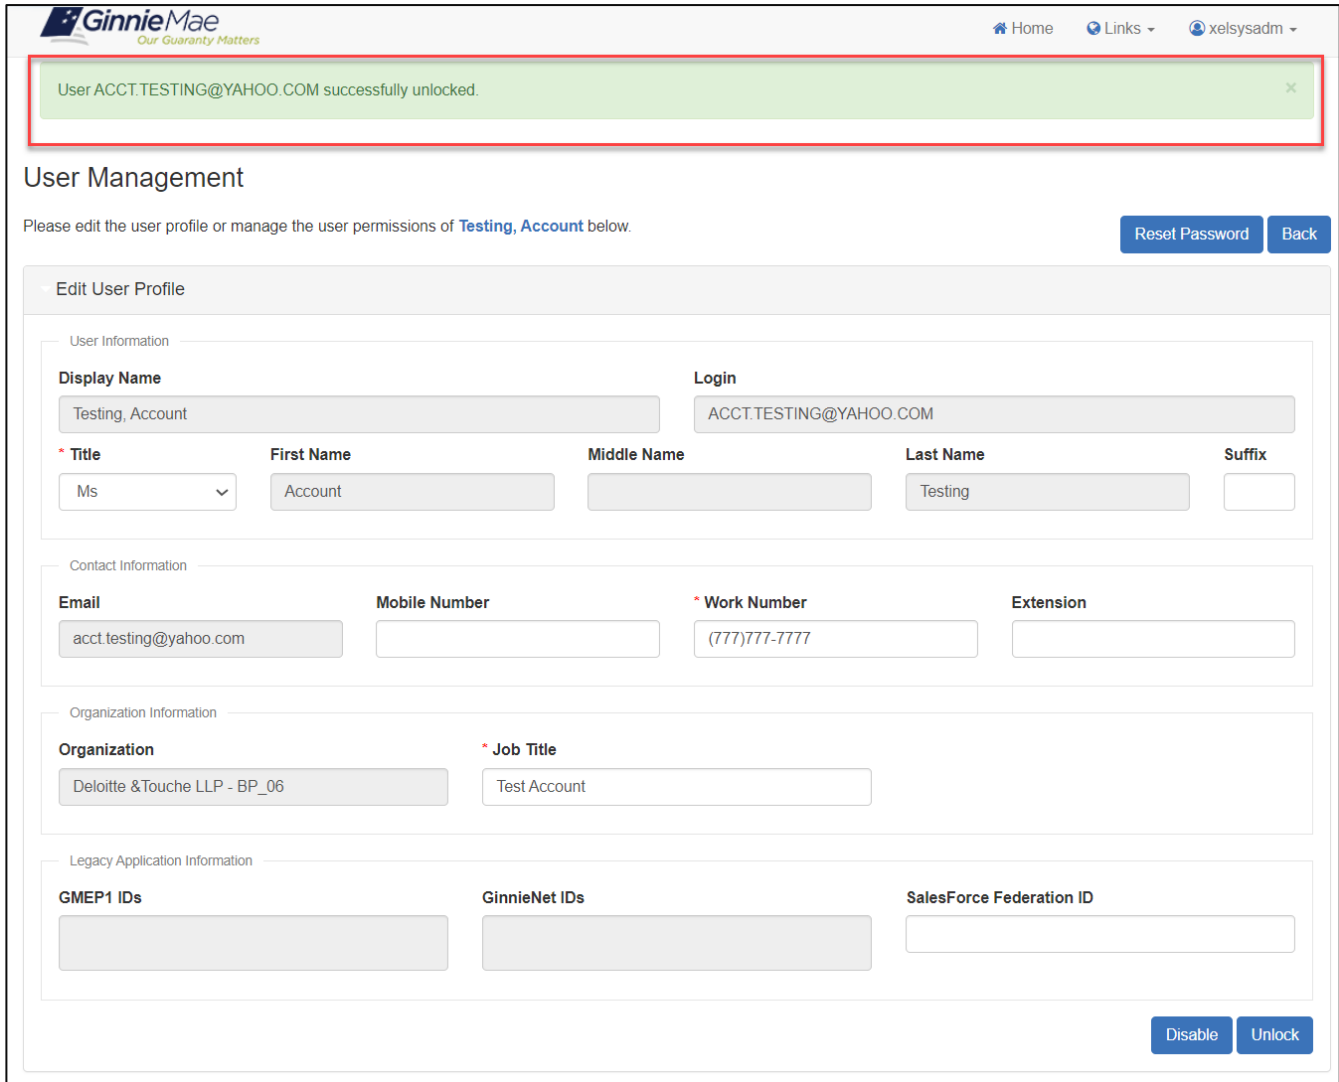 GinnieMae
Our Guaranty Matters
Home Links xelsysadm
User ACCT.TESTING@YAHOO.COM successfully unlocked. ×
User Management
Please edit the user profile or manage the user permissions of Testing, Account below.
Reset Password Back
Edit User Profile
User Information
Display Name Login
Testing, Account ACCT.TESTING@YAHOO.COM
* Title First Name Middle Name Last Name Suffix
Ms Account Testing
Contact Information
Email Mobile Number * Work Number Extension
acct.testing@yahoo.com (777)777-7777
Organization Information
Organization * Job Title
Deloitte &Touche LLP - BP_06 Test Account
Legacy Application Information
GMEP1 IDs GinnieNet IDs SalesForce Federation ID
Disable Unlock